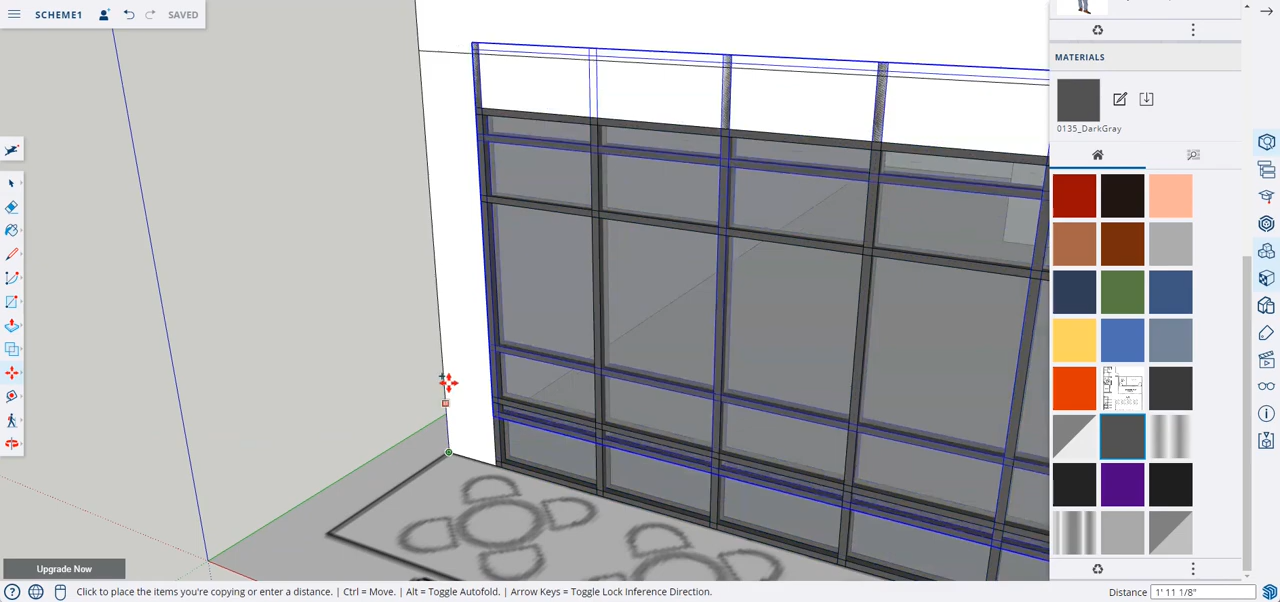 SCHEME1
SAVED
MATERIALS
0135_DarkGray
Upgrade Now
Click to place the items you're copying or enter a distance. | Ctrl = Move. | Alt = Toggle Autofold. | Arrow Keys = Toggle Lock Inference Direction.
Distance 1' 11 1/8"